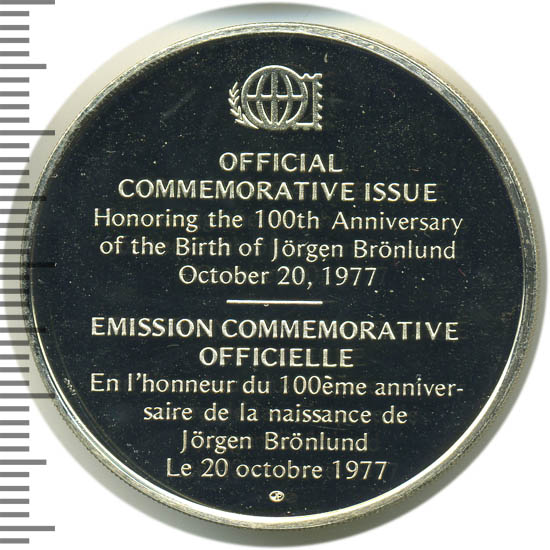 OFFICIAL
COMMEMORATIVE ISSUE
Honoring the 100th Anniversary
of the Birth of Jörgen Brönlund
October 20, 1977
EMISSION COMMEMORATIVE
OFFICIELLE
En l'honneur du 100ème anniver-
saire de la naissance de
Jörgen Brönlund
Le 20 octobre 1977